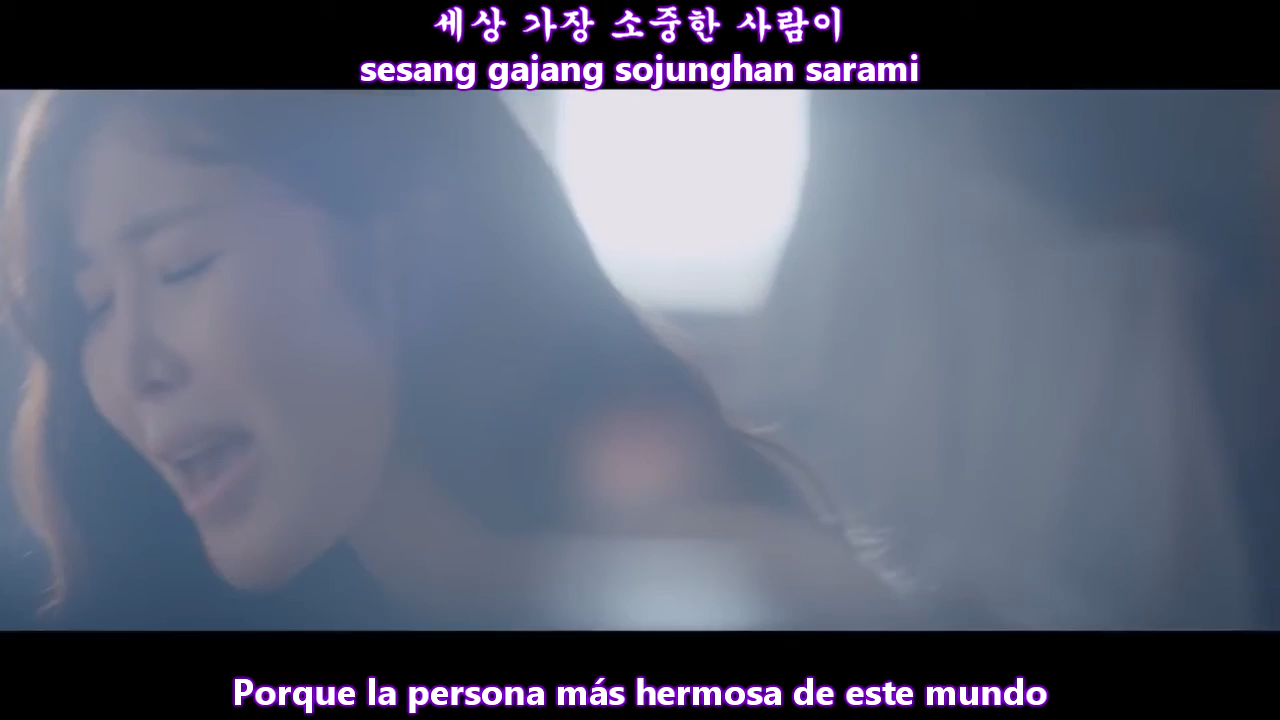 세상 가장 소중한 사람이
sesang gajang sojunghan sarami
Porque la persona más hermosa de este mundo